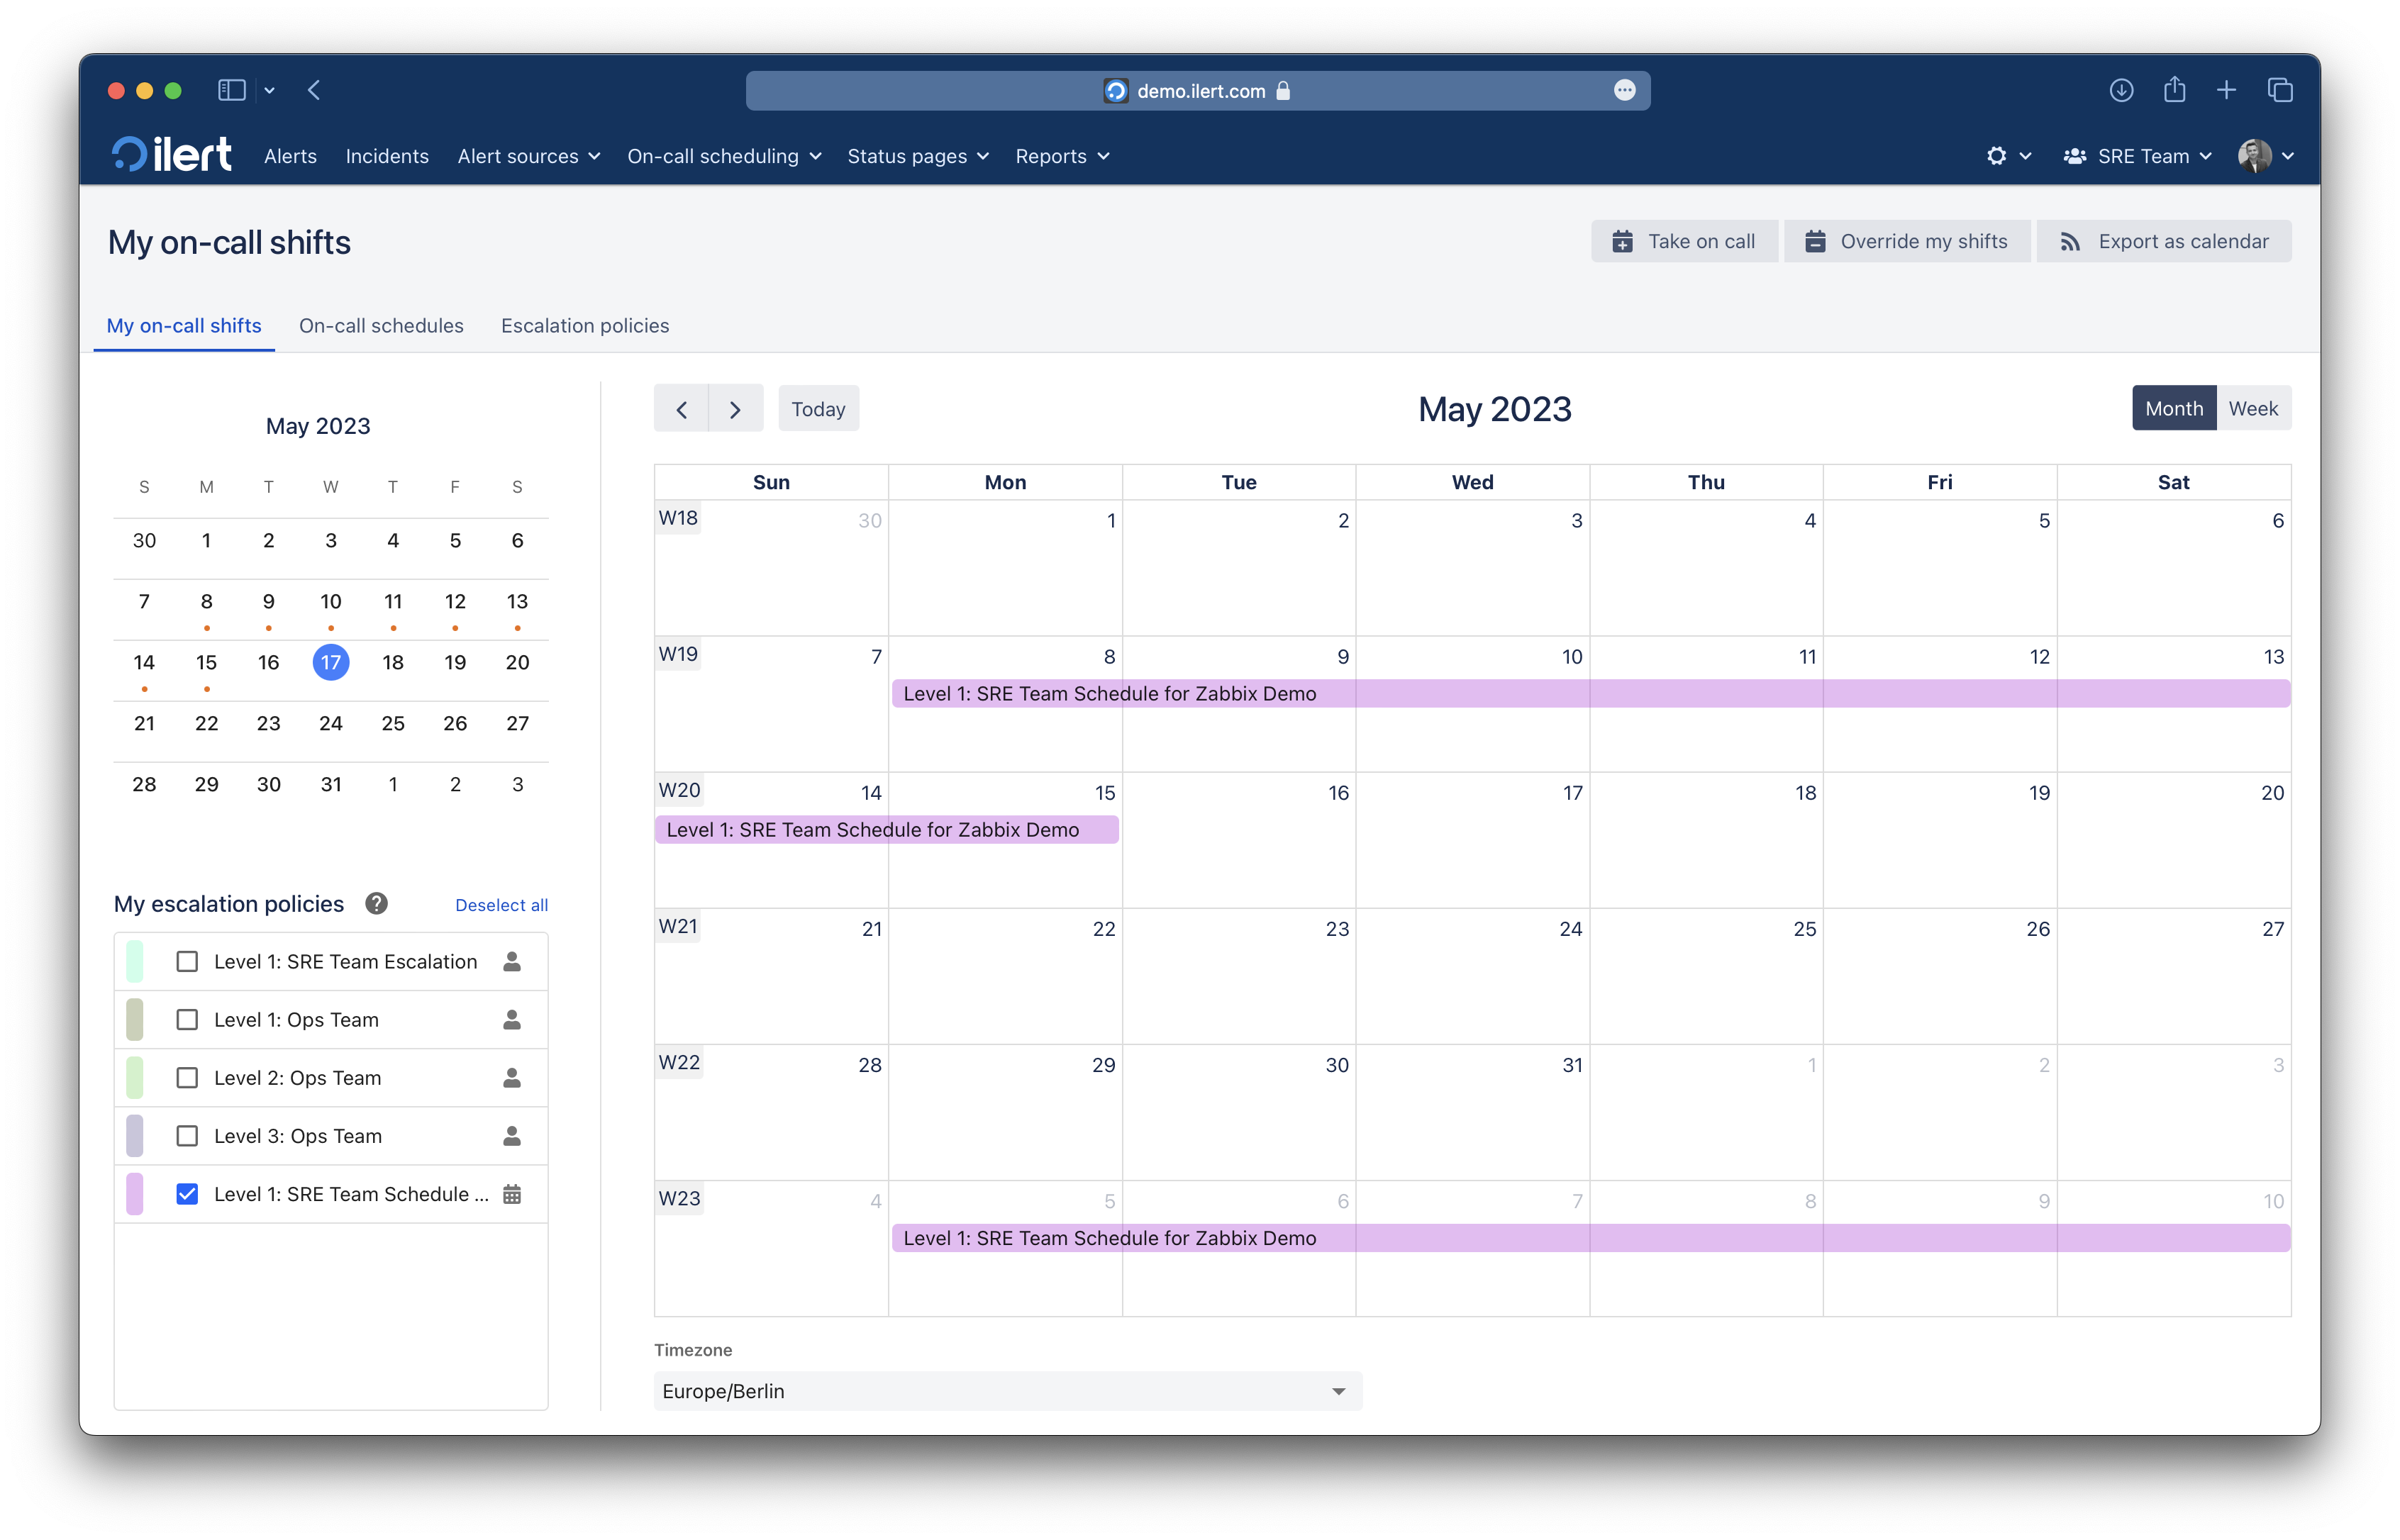 demo.ilert.com
ilert Alerts Incidents Alert sources On-call scheduling Status pages Reports SRE Team
My on-call shifts Take on call Override my shifts Export as calendar
My on-call shifts On-call schedules Escalation policies
May 2023
S M T W T F S
30 1 2 3 4 5 6
7 8 9 10 11 12 13
14 15 16 17 18 19 20
21 22 23 24 25 26 27
28 29 30 31 1 2 3
My escalation policies ? Deselect all
Level 1: SRE Team Escalation
Level 1: Ops Team
Level 2: Ops Team
Level 3: Ops Team
Level 1: SRE Team Schedule ...
Today May 2023 Month Week
Sun Mon Tue Wed Thu Fri Sat
W18 30 1 2 3 4 5 6
W19 7 8 9 10 11 12 13
Level 1: SRE Team Schedule for Zabbix Demo
W20 14 15 16 17 18 19 20
Level 1: SRE Team Schedule for Zabbix Demo
W21 21 22 23 24 25 26 27
W22 28 29 30 31 1 2 3
W23 4 5 6 7 8 9 10
Level 1: SRE Team Schedule for Zabbix Demo
Timezone
Europe/Berlin